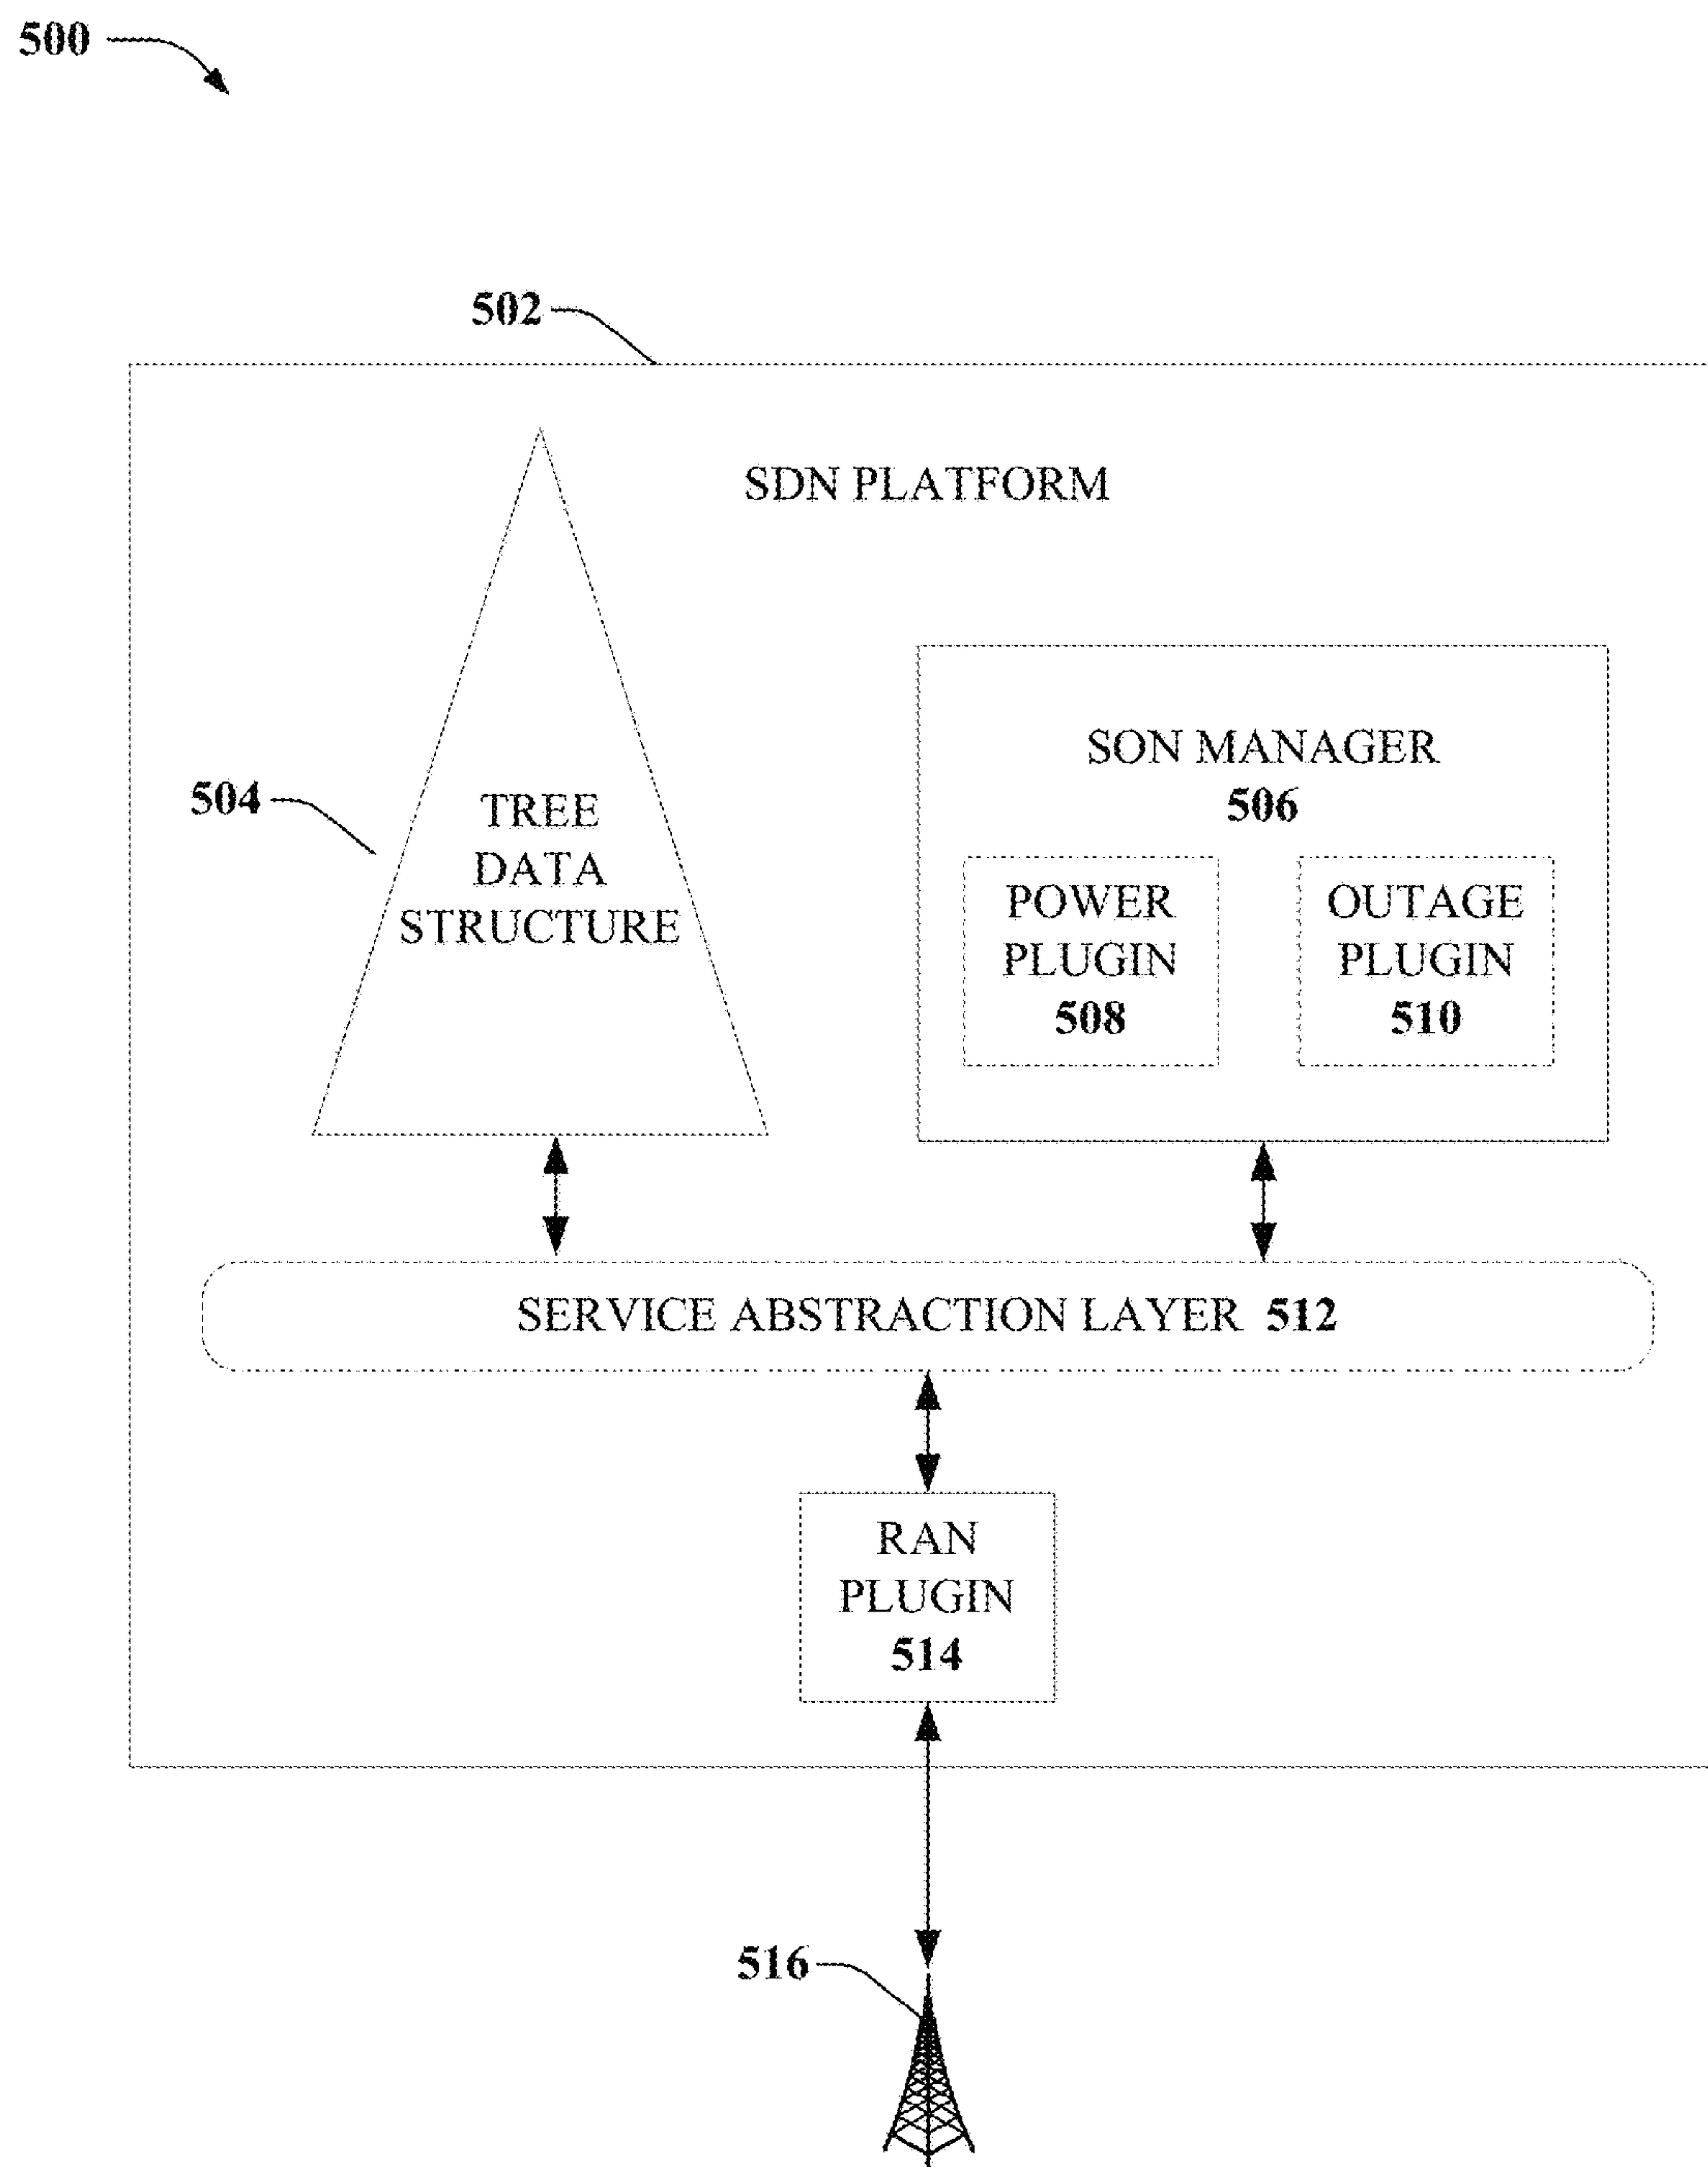 500
502
SDN PLATFORM
504
TREE
DATA
STRUCTURE
SON MANAGER
506
POWER
PLUGIN
508
OUTAGE
PLUGIN
510
SERVICE ABSTRACTION LAYER 512
RAN
PLUGIN
514
516